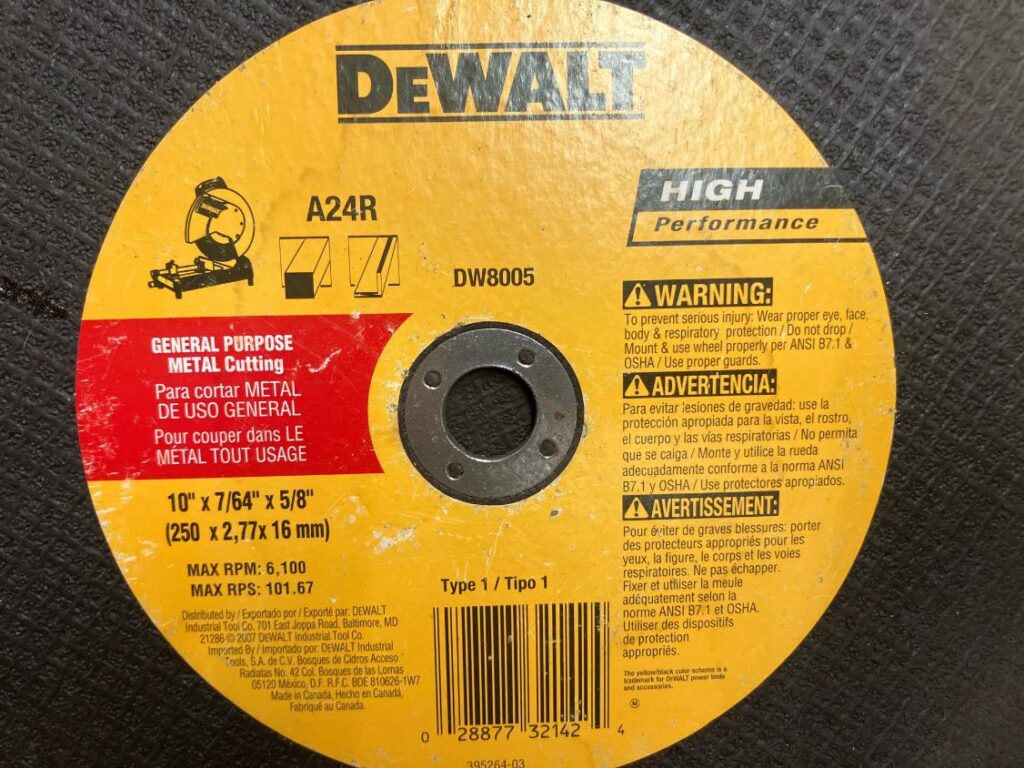 DEWALT
HIGH
Performance
A24R
DW8005
GENERAL PURPOSE
METAL Cutting
Para cortar METAL
DE USO GENERAL
Pour couper dans LE
MÉTAL TOUT USAGE
10" x 7/64" x 5/8"
(250 x 2,77x 16 mm)
MAX RPM: 6,100
MAX RPS: 101.67
Distributed by / Exportado por / Exporté par: DEWALT
Industrial Tool Co. 701 East Joppa Road, Baltimore, MD
21286 © 2007 DEWALT Industrial Tool Co.
Imported By / Importado por: DEWALT Industrial
Tools, S.A. de C.V. Bosques de Cidros Acceso
Radiatas No. 42 Col. Bosques de las Lomas
05120 México, D.F. R.F.C. BDE 810626-1W7
Made in Canada, Hecho en Canadá,
Fabriqué au Canada.
WARNING:
To prevent serious injury: Wear proper eye, face,
body & respiratory protection / Do not drop /
Mount & use wheel properly per ANSI B7.1 &
OSHA / Use proper guards.
ADVERTENCIA:
Para evitar lesiones de gravedad: use la
protección apropiada para la vista, el rostro,
el cuerpo y las vías respiratorias / No permita
que se caiga / Monte y utilice la rueda
adecuadamente conforme a la norma ANSI
B7.1 y OSHA / Use protectores apropiados.
AVERTISSEMENT:
Pour éviter de graves blessures: porter
des protecteurs appropriés pour les
yeux, la figure, le corps et les voies
respiratoires. Ne pas échapper.
Fixer et utiliser la meule
adéquatement selon la
norme ANSI B7.1 et OSHA.
Utiliser des dispositifs
de protection
appropriés.
The yellow/black color scheme is a
trademark for DeWALT power tools
and accessories.
Type 1 / Tipo 1
0 28877 32142 4
395264-03